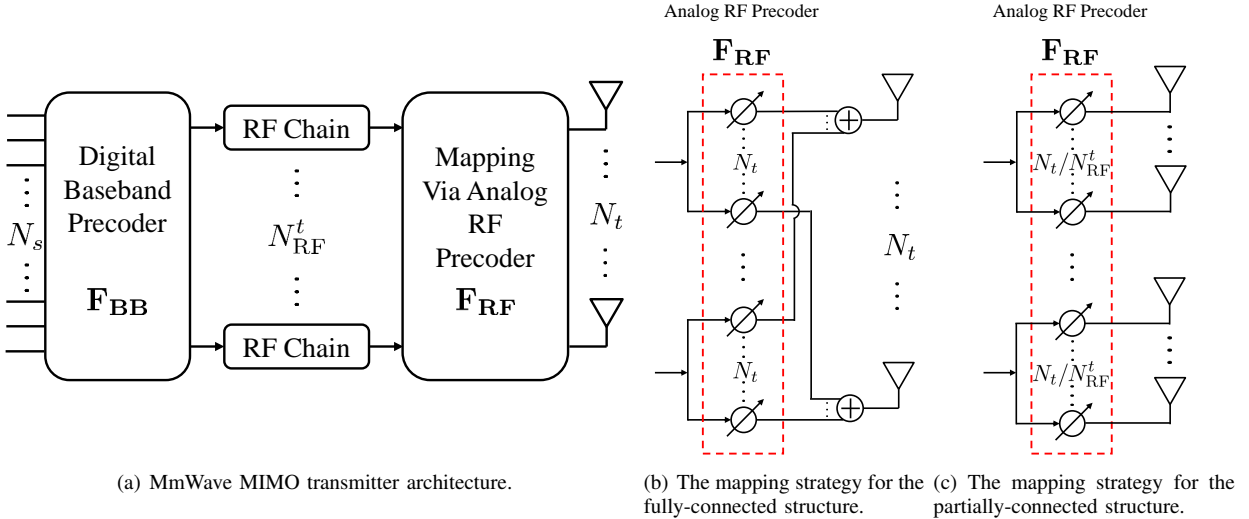 Digital
Baseband
Precoder
F_BB
N_s
RF Chain
N^t_RF
RF Chain
Mapping
Via Analog
RF
Precoder
F_RF
N_t
(a) MmWave MIMO transmitter architecture.
Analog RF Precoder
F_RF
N_t
N_t
N_t
(b) The mapping strategy for the
fully-connected structure.
Analog RF Precoder
F_RF
N_t/N^t_RF
N_t/N^t_RF
(c) The mapping strategy for the
partially-connected structure.